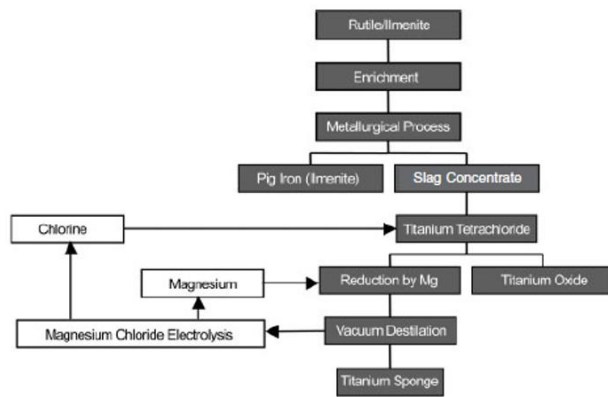 Rutile/Ilmenite
Enrichment
Metallurgical Process
Pig Iron (Ilmenite)
Slag Concentrate
Chlorine
Titanium Tetrachloride
Magnesium
Reduction by Mg
Titanium Oxide
Magnesium Chloride Electrolysis
Vacuum Destilation
Titanium Sponge